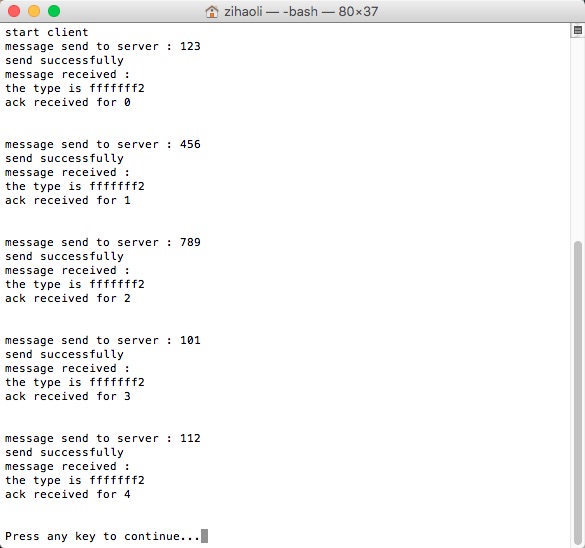 zihaoli — -bash — 80×37
start client
message send to server : 123
send successfully
message received :
the type is fffffff2
ack received for 0
message send to server : 456
send successfully
message received :
the type is fffffff2
ack received for 1
message send to server : 789
send successfully
message received :
the type is fffffff2
ack received for 2
message send to server : 101
send successfully
message received :
the type is fffffff2
ack received for 3
message send to server : 112
send successfully
message received :
the type is fffffff2
ack received for 4
Press any key to continue...